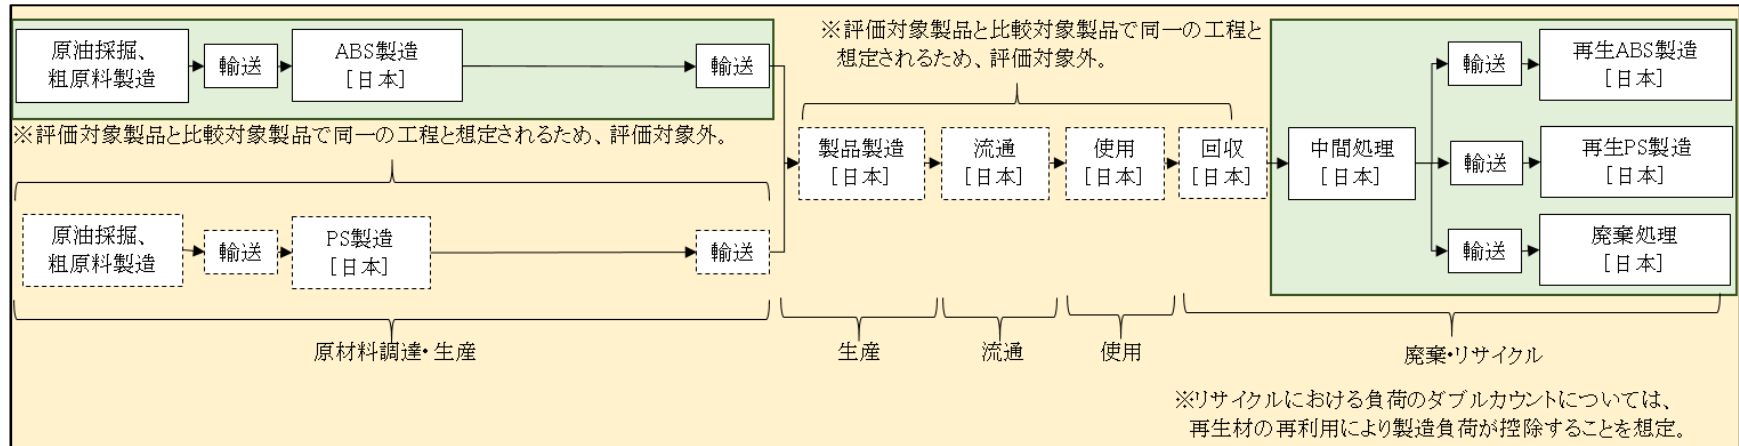 原油採掘、
粗原料製造
輸送
ABS製造
[日本]
輸送
※評価対象製品と比較対象製品で同一の工程と想定されるため、評価対象外。
原油採掘、
粗原料製造
輸送
PS製造
[日本]
輸送
※評価対象製品と比較対象製品で同一の工程と
想定されるため、評価対象外。
製品製造
[日本]
流通
[日本]
使用
[日本]
回収
[日本]
中間処理
[日本]
輸送
再生ABS製造
[日本]
輸送
再生PS製造
[日本]
輸送
廃棄処理
[日本]
原材料調達・生産
生産
流通
使用
廃棄・リサイクル
※リサイクルにおける負荷のダブルカウントについては、
再生材の再利用により製造負荷が控除することを想定。